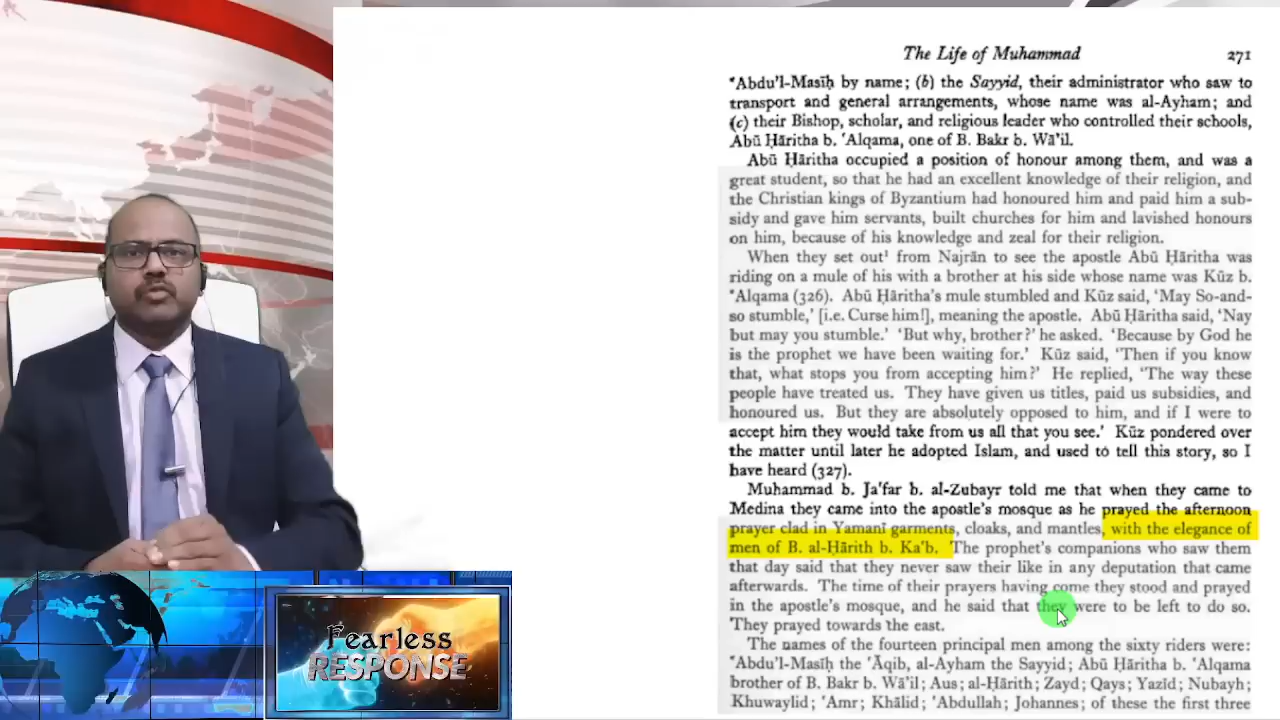 The Life of Muhammad 271
'Abdu'l-Masīḥ by name; (b) the Sayyid, their administrator who saw to
transport and general arrangements, whose name was al-Ayham; and
(c) their Bishop, scholar, and religious leader who controlled their schools,
Abū Ḥāritha b. 'Alqama, one of B. Bakr b. Wā'il.
Abū Ḥāritha occupied a position of honour among them, and was a
great student, so that he had an excellent knowledge of their religion, and
the Christian kings of Byzantium had honoured him and paid him a sub-
sidy and gave him servants, built churches for him and lavished honours
on him, because of his knowledge and zeal for their religion.
When they set out¹ from Najrān to see the apostle Abū Ḥāritha was
riding on a mule of his with a brother at his side whose name was Kūz b.
'Alqama (326). Abū Ḥāritha's mule stumbled and Kūz said, 'May So-and-
so stumble,' [i.e. Curse him!], meaning the apostle. Abū Ḥāritha said, 'Nay
but may you stumble.' 'But why, brother?' he asked. 'Because by God he
is the prophet we have been waiting for.' Kūz said, 'Then if you know
that, what stops you from accepting him?' He replied, 'The way these
people have treated us. They have given us titles, paid us subsidies, and
honoured us. But they are absolutely opposed to him, and if I were to
accept him they would take from us all that you see.' Kūz pondered over
the matter until later he adopted Islam, and used to tell this story, so I
have heard (327).
Muhammad b. Ja'far b. al-Zubayr told me that when they came to
Medina they came into the apostle's mosque as he prayed the afternoon
prayer clad in Yamanī garments, cloaks, and mantles, with the elegance of
men of B. al-Ḥārith b. Ka'b. The prophet's companions who saw them
that day said that they never saw their like in any deputation that came
afterwards. The time of their prayers having come they stood and prayed
in the apostle's mosque, and he said that they were to be left to do so.
They prayed towards the east.
The names of the fourteen principal men among the sixty riders were:
'Abdu'l-Masīḥ the 'Āqib, al-Ayham the Sayyid; Abū Ḥāritha b. 'Alqama
brother of B. Bakr b. Wā'il; Aus; al-Ḥārith; Zayd; Qays; Yazīd; Nubayh;
Khuwaylid; 'Amr; Khālid; 'Abdullah; Johannes; of these the first three
Fearless
RESPONSE